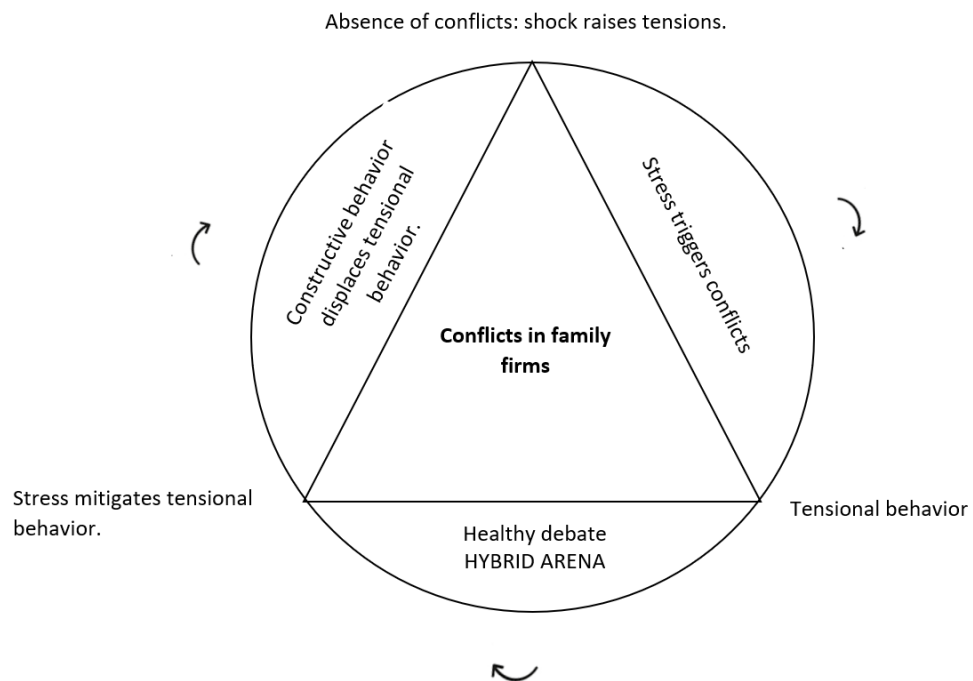 Absence of conflicts: shock raises tensions.
Constructive behavior
displaces tensional
behavior.
Stress triggers conflicts
Conflicts in family
firms
Stress mitigates tensional
behavior.
Tensional behavior
Healthy debate
HYBRID ARENA